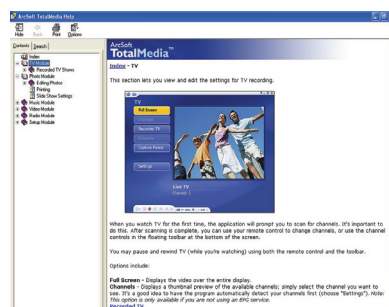 ArcSoft TotalMedia Help
Hide
Back
Print
Options
Contents
Search
Index
TV Module
Recorded TV Shows
Photo Module
Editing Photos
Printing
Slide Show Settings
Music Module
Video Module
Radio Module
Setup Module
ArcSoft
TotalMedia™
Index - TV
This section lets you view and edit the settings for TV recording.
TV
Full Screen
Recorded TV
Capture Photos
Settings
Live TV
Channel: 1
When you watch TV for the first time, the application will prompt you to scan for channels. It's important to
do this. After scanning is complete, you can use your remote control to change channels, or use the channel
controls in the floating toolbar at the bottom of the screen.
You may pause and rewind TV (while you're watching) using both the remote control and the toolbar.
Options include:
Full Screen - Displays the video over the entire display.
Channels - Displays a thumbnail preview of the available channels; simply select the channel you want to
see. It's a good idea to have the program automatically detect your channels first (choose "Settings"). Note:
This option is only available if you are not using an EPG service.
Recorded TV